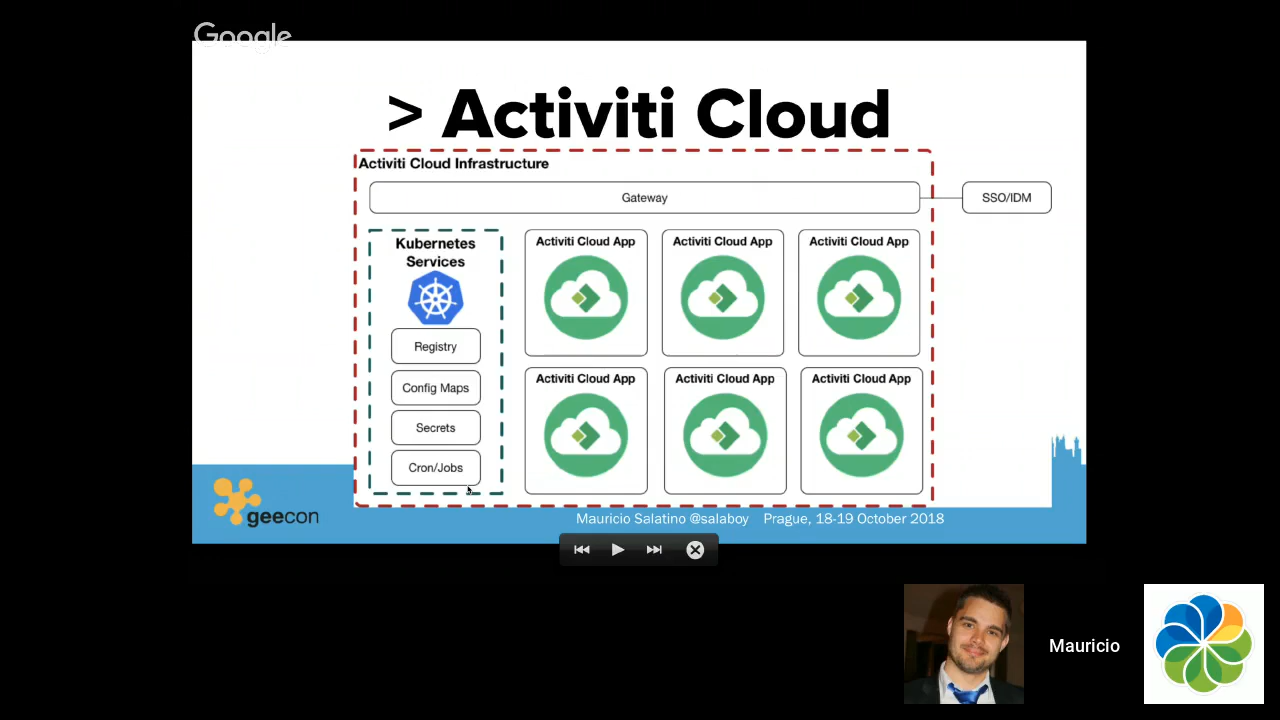 Google
> Activiti Cloud
Activiti Cloud Infrastructure
Gateway
SSO/IDM
Kubernetes
Services
Registry
Config Maps
Secrets
Cron/Jobs
Activiti Cloud App
Activiti Cloud App
Activiti Cloud App
Activiti Cloud App
Activiti Cloud App
Activiti Cloud App
geecon
Mauricio Salatino @salaboy Prague, 18-19 October 2018
Mauricio